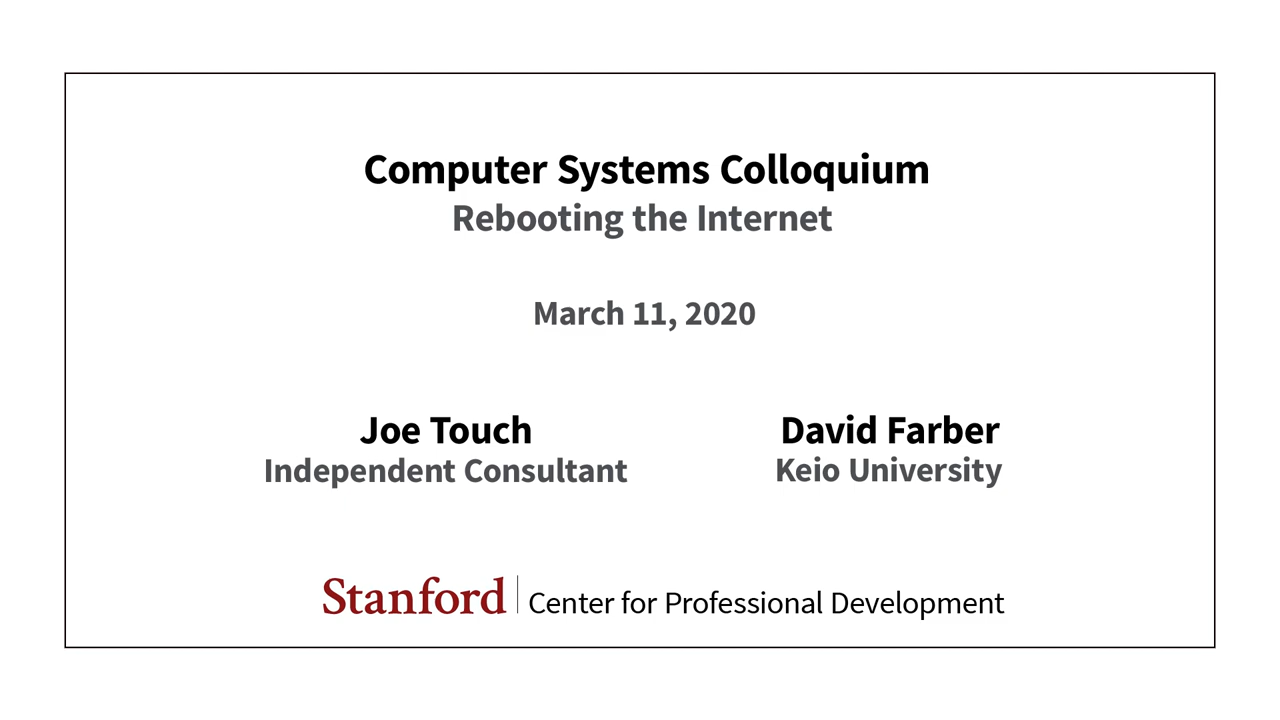 Computer Systems Colloquium
Rebooting the Internet
March 11, 2020
Joe Touch
Independent Consultant
David Farber
Keio University
Stanford Center for Professional Development